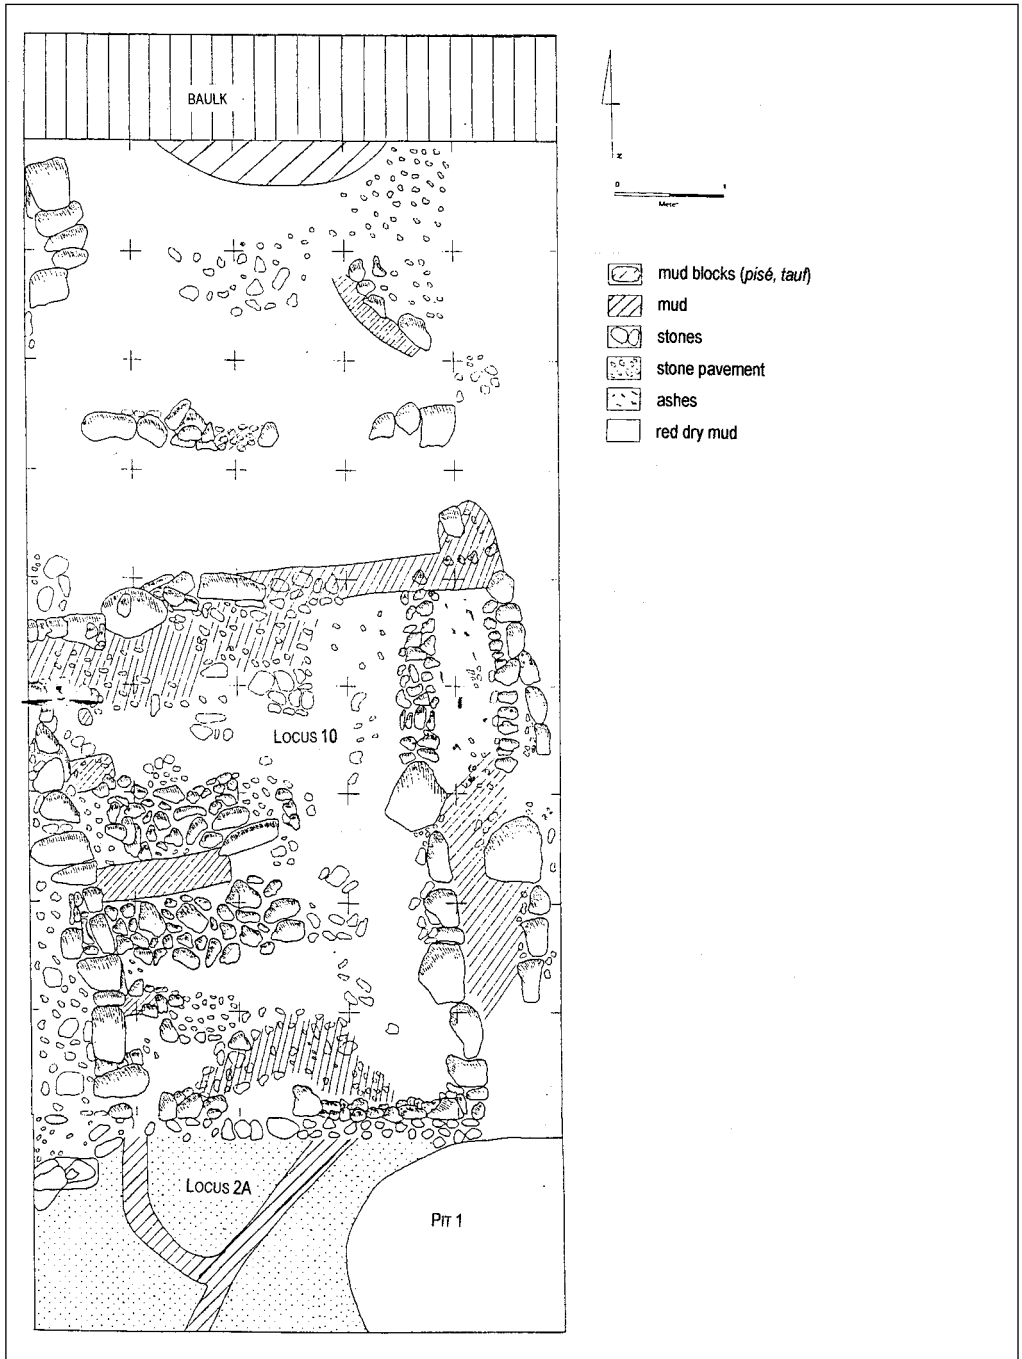 BAULK
N
0 1
Meter
mud blocks (pisé, tauf)
mud
stones
stone pavement
ashes
red dry mud
LOCUS 10
LOCUS 2A
PIT 1